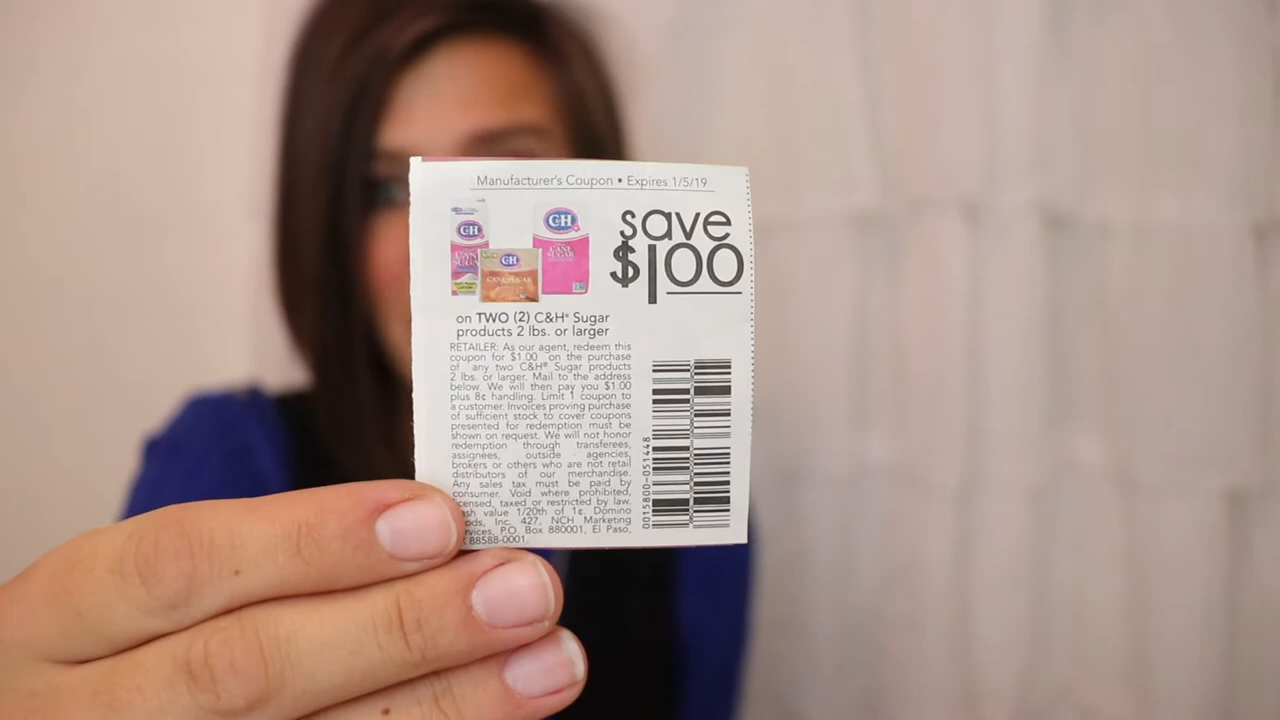 Manufacturer's Coupon • Expires 1/5/19
C&H
CANE
SUGAR
C&H
CANE SUGAR
C&H
CANE
SUGAR
save
$1.00
on TWO (2) C&H® Sugar
products 2 lbs. or larger
RETAILER: As our agent, redeem this
coupon for $1.00 on the purchase
of any two C&H® Sugar products
2 lbs. or larger. Mail to the address
below. We will then pay you $1.00
plus 8¢ handling. Limit 1 coupon to
a customer. Invoices proving purchase
of sufficient stock to cover coupons
presented for redemption must be
shown on request. We will not honor
redemption through transferees,
assignees, outside agencies,
brokers or others who are not retail
distributors of our merchandise.
Any sales tax must be paid by
consumer. Void where prohibited,
licensed, taxed or restricted by law.
ash value 1/20th of 1¢. Domino
ods, Inc. 427, NCH Marketing
rvices, P.O. Box 880001, El Paso,
88588-0001.
0015800-051448